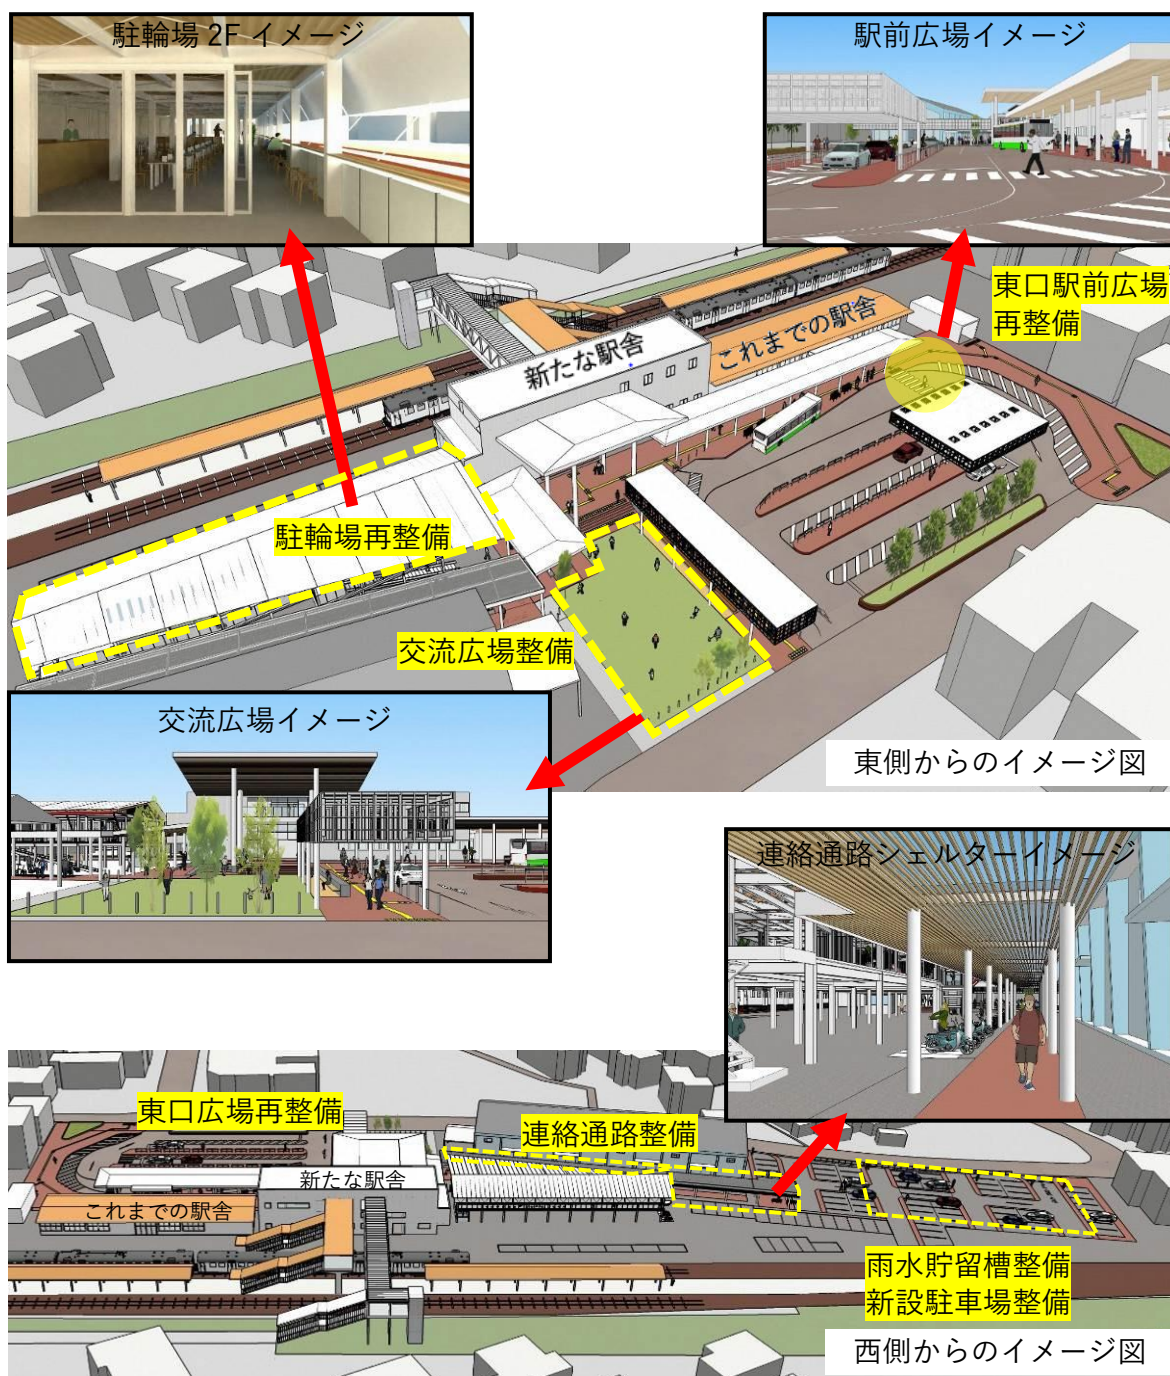 駐輪場 2F イメージ
駅前広場イメージ
東口駅前広場
再整備
これまでの駅舎
新たな駅舎
駐輪場再整備
交流広場整備
東側からのイメージ図
交流広場イメージ
連絡通路シェルターイメージ
東口広場再整備
連絡通路整備
新たな駅舎
これまでの駅舎
雨水貯留槽整備
新設駐車場整備
西側からのイメージ図